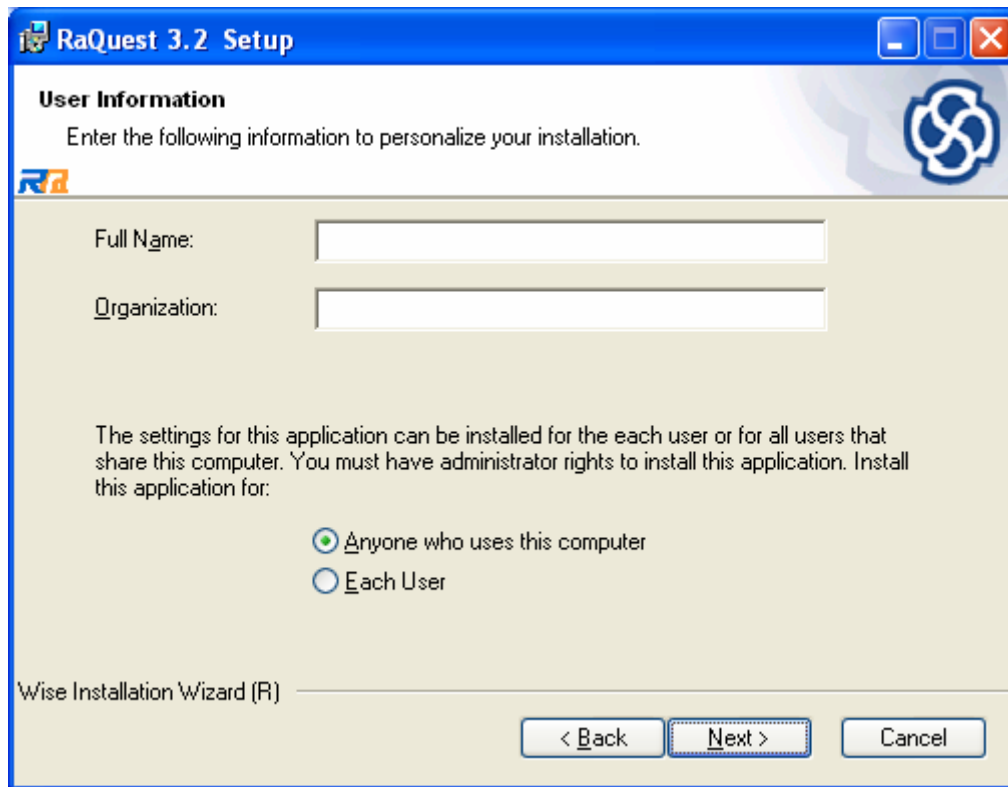 RaQuest 3.2 Setup
User Information
Enter the following information to personalize your installation.
Ra
Full Name:
Organization:
The settings for this application can be installed for the each user or for all users that
share this computer. You must have administrator rights to install this application. Install
this application for:
Anyone who uses this computer
Each User
Wise Installation Wizard (R)
< Back
Next >
Cancel